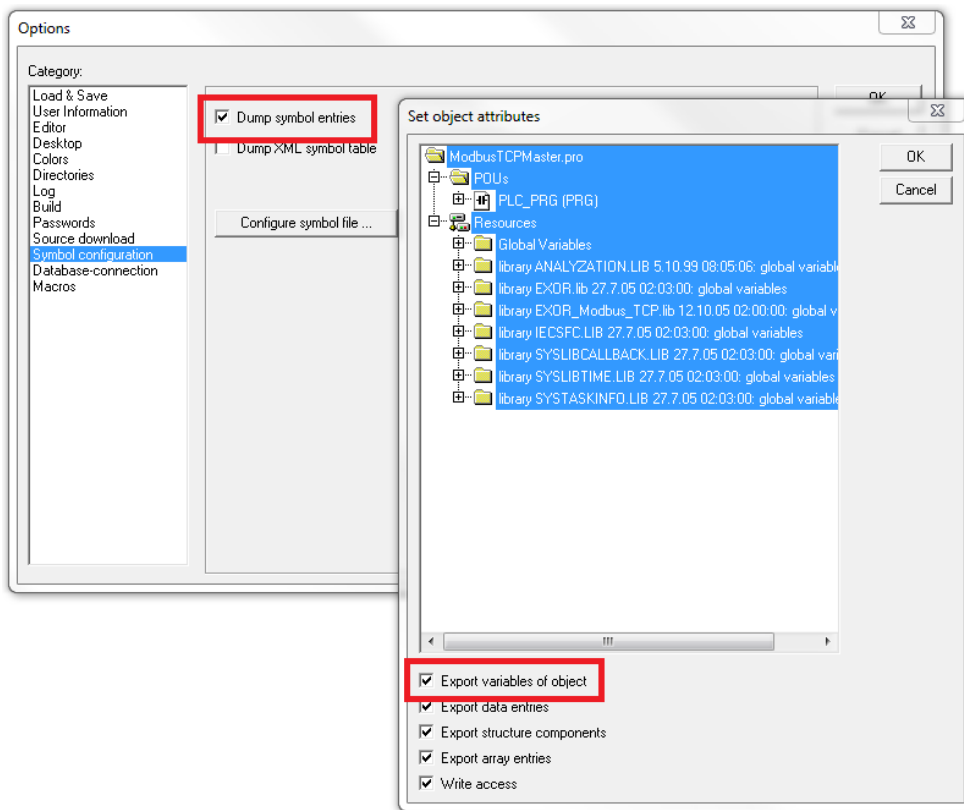 Options
Category:
Load & Save
User Information
Editor
Desktop
Colors
Directories
Log
Build
Passwords
Source download
Symbol configuration
Database-connection
Macros
Dump symbol entries
Dump XML symbol table
Configure symbol file ...
OK
Set object attributes
ModbusTCPMaster.pro
POUs
PLC_PRG (PRG)
Resources
Global Variables
library ANALYZATION.LIB 5.10.99 08:05:06: global variabl
library EXOR.lib 27.7.05 02:03:00: global variables
library EXOR_Modbus_TCP.lib 12.10.05 02:00:00: global v
library IECSFC.LIB 27.7.05 02:03:00: global variables
library SYSLIBCALLBACK.LIB 27.7.05 02:03:00: global vari
library SYSLIBTIME.LIB 27.7.05 02:03:00: global variables
library SYSTASKINFO.LIB 27.7.05 02:03:00: global variable
OK
Cancel
Export variables of object
Export data entries
Export structure components
Export array entries
Write access